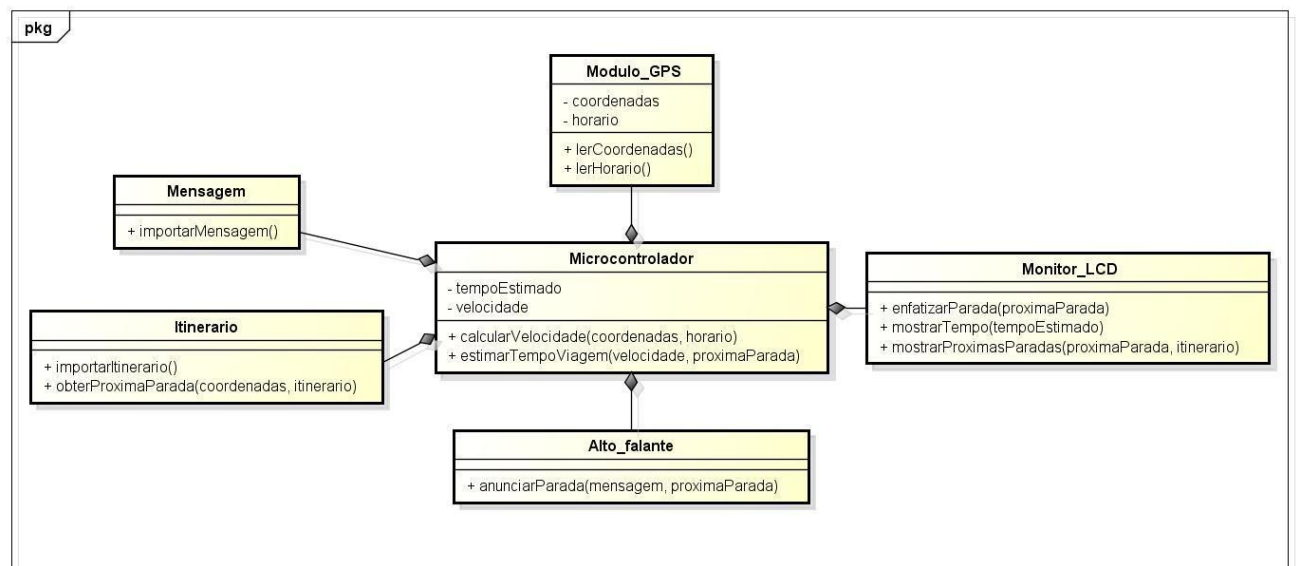 pkg
Modulo_GPS
- coordenadas
- horario
+ lerCoordenadas()
+ lerHorario()
Mensagem
+ importarMensagem()
Microcontrolador
- tempoEstimado
- velocidade
+ calcularVelocidade(coordenadas, horario)
+ estimarTempoViagem(velocidade, proximaParada)
Monitor_LCD
+ enfatizarParada(proximaParada)
+ mostrarTempo(tempoEstimado)
+ mostrarProximasParadas(proximaParada, itinerario)
Itinerario
+ importarItinerario()
+ obterProximaParada(coordenadas, itinerario)
Alto_falante
+ anunciarParada(mensagem, proximaParada)